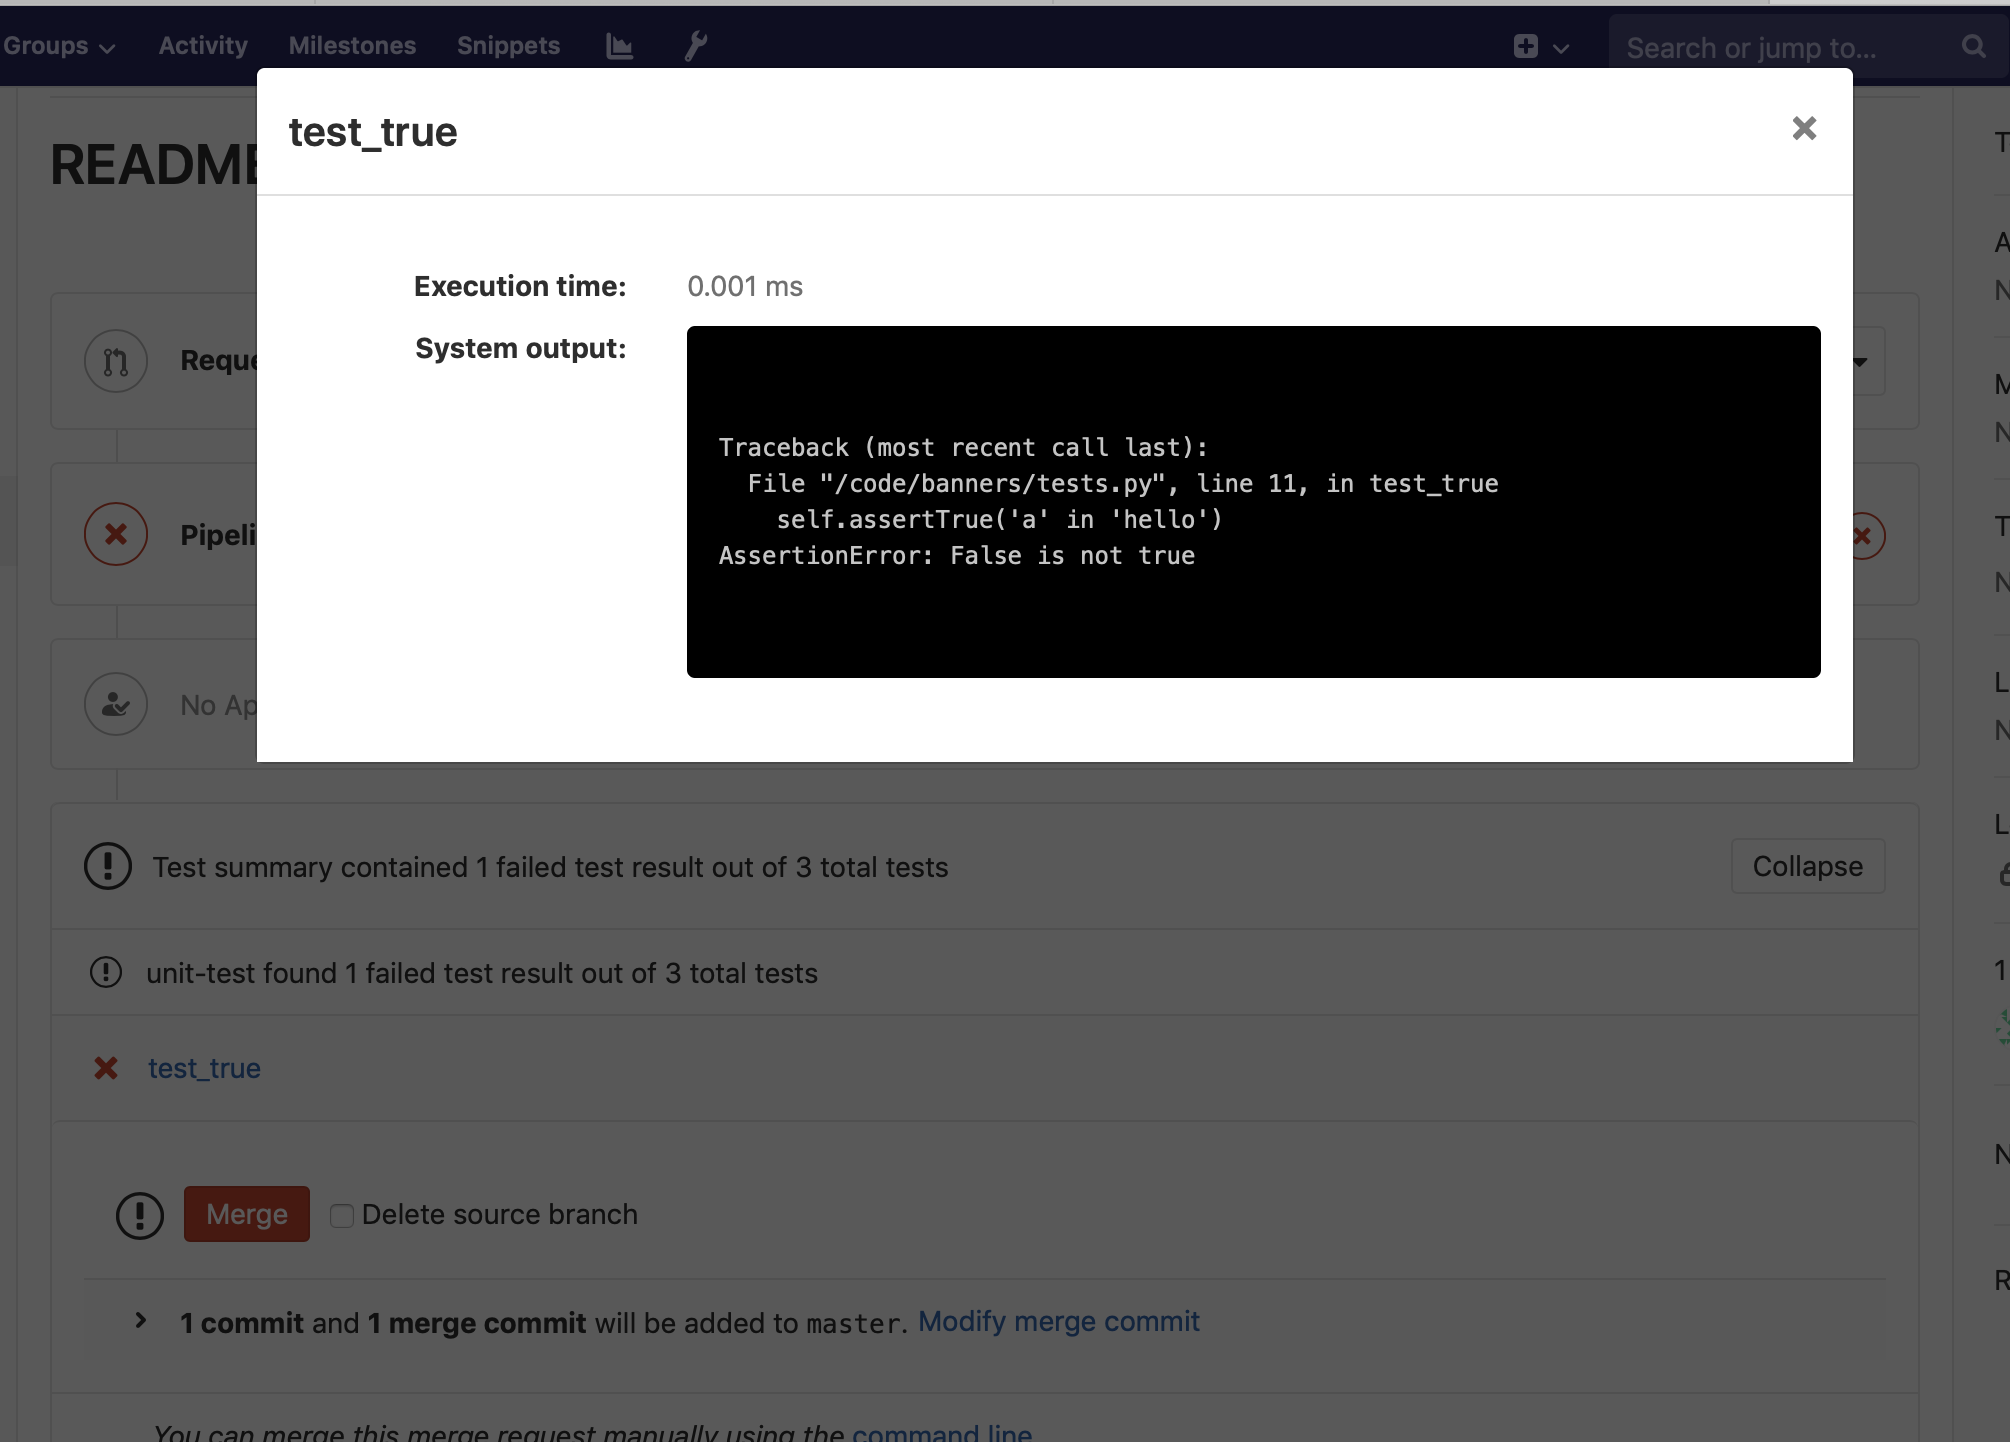 Groups Activity Milestones Snippets Search or jump to...
test_true
README
Execution time: 0.001 ms
System output:
Traceback (most recent call last):
File "/code/banners/tests.py", line 11, in test_true
self.assertTrue('a' in 'hello')
AssertionError: False is not true
No
Test summary contained 1 failed test result out of 3 total tests Collapse
unit-test found 1 failed test result out of 3 total tests
test_true
Merge Delete source branch
1 commit and 1 merge commit will be added to master. Modify merge commit
You can merge this merge request manually using the command line